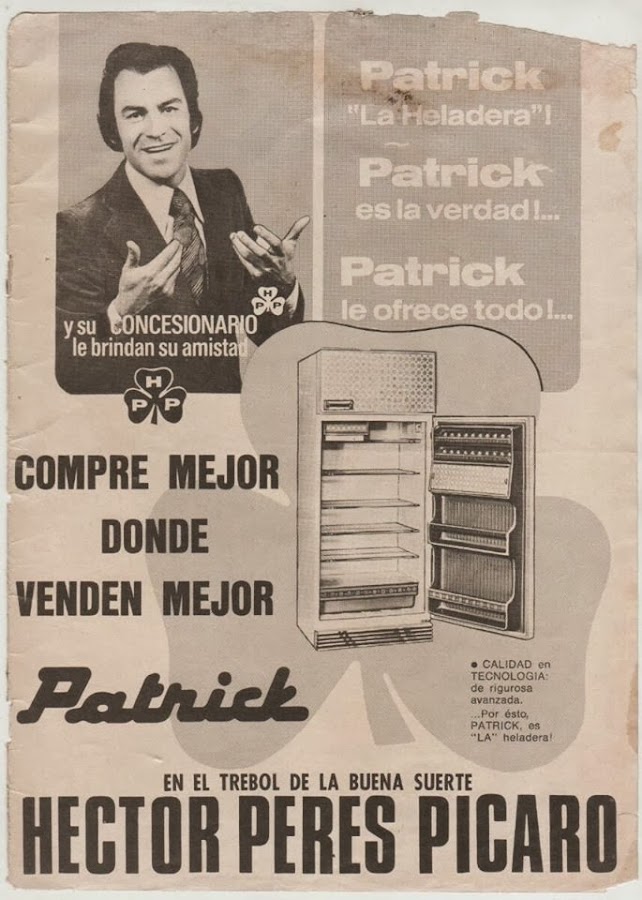 Patrick
"La Heladera"!
Patrick
es la verdad!...
Patrick
le ofrece todo!...
H
P P
y su CONCESIONARIO
le brindan su amistad
H
P P
COMPRE MEJOR
DONDE
VENDEN MEJOR
Patrick
• CALIDAD en
TECNOLOGIA:
de rigurosa
avanzada.
...Por ésto,
PATRICK, es
"LA" heladera!
EN EL TREBOL DE LA BUENA SUERTE
HECTOR PERES PICARO